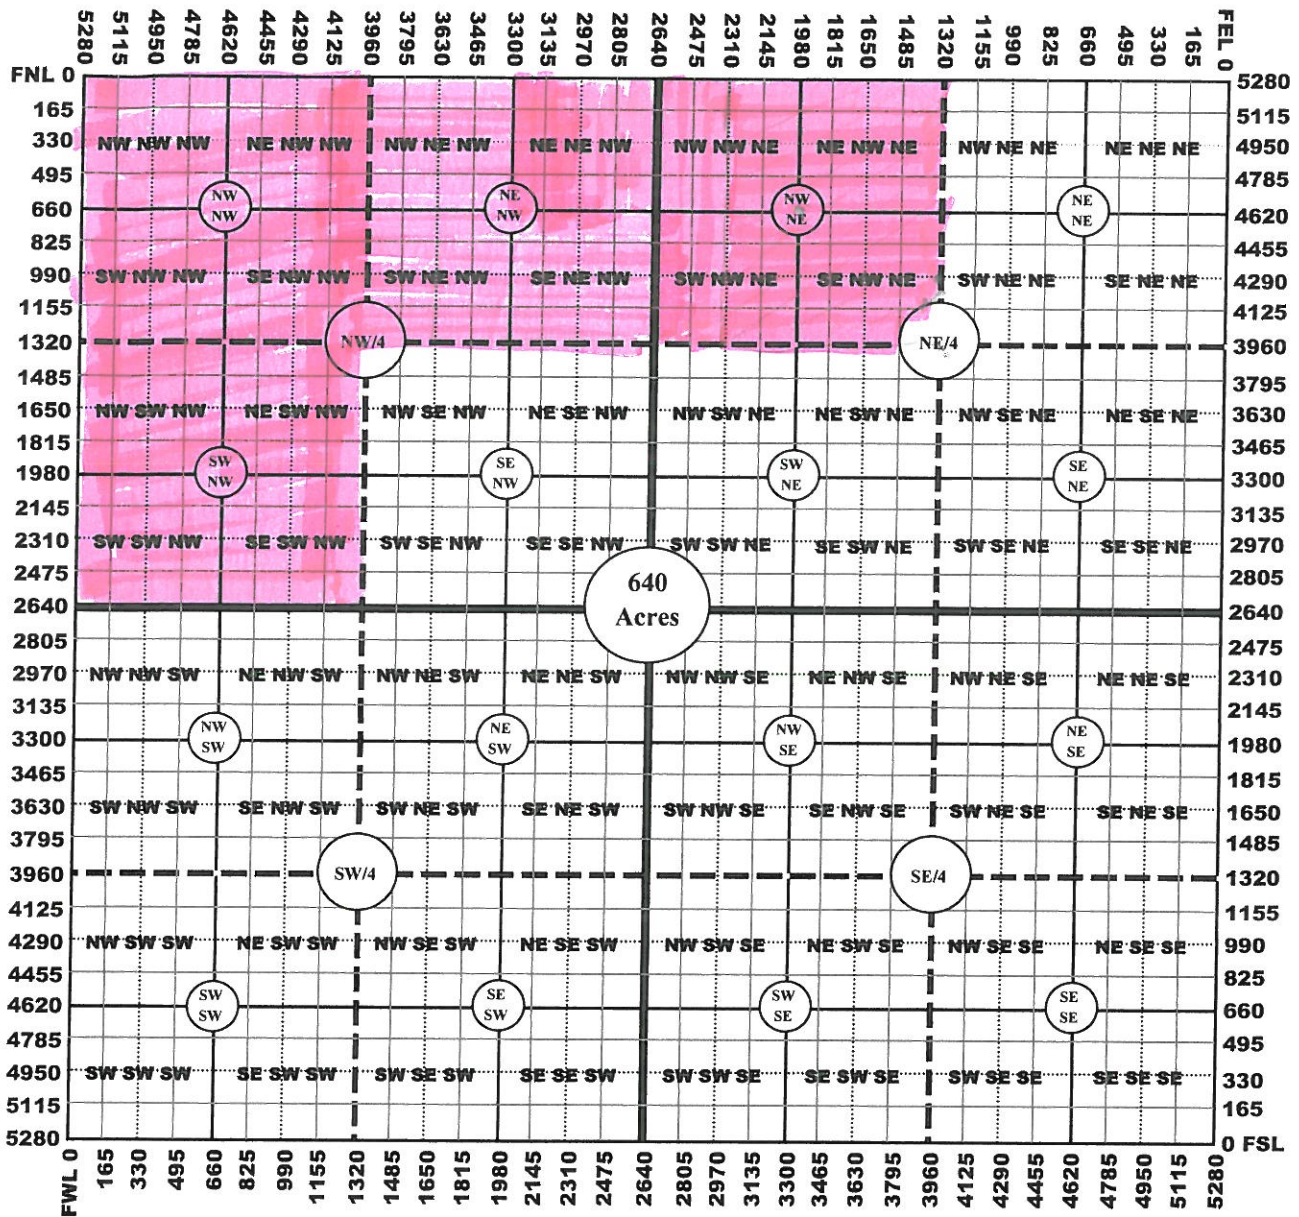 5280 5115 4950 4785 4620 4455 4290 4125 3960 3795 3630 3465 3300 3135 2970 2805 2640 2475 2310 2145 1980 1815 1650 1485 1320 1155 990 825 660 495 330 165 FEL 0
FNL 0 5280
165 5115
330 NW NW NW NE NW NW NW NE NW NE NE NW NW NW NE NE NW NE NW NE NE NE NE NE 4950
495 4785
NW NE NW NE
660 NW NW NE NE 4620
825 4455
990 SW NW NW SE NW NW SW NE NW SE NE NW SW NW NE SE NW NE SW NE NE SE NE NE 4290
1155 4125
1320 NW/4 NE/4 3960
1485 3795
1650 NW SW NW NE SW NW NW SE NW NE SE NW NW SW NE NE SW NE NW SE NE NE SE NE 3630
1815 3465
SW SE SW SE
1980 NW NW NE NE 3300
2145 3135
2310 SW SW NW SE SW NW SW SE NW SE SE NW SW SW NE SE SW NE SW SE NE SE SE NE 2970
2475 640 2805
2640 Acres 2640
2805 2475
2970 NW NW SW NE NW SW NW NE SW NE NE SW NW NW SE NE NW SE NW NE SE NE NE SE 2310
3135 2145
NW NE NW NE
3300 SW SW SE SE 1980
3465 1815
3630 SW NW SW SE NW SW SW NE SW SE NE SW SW NW SE SE NW SE SW NE SE SE NE SE 1650
3795 1485
3960 SW/4 SE/4 1320
4125 1155
4290 NW SW SW NE SW SW NW SE SW NE SE SW NW SW SE NE SW SE NW SE SE NE SE SE 990
4455 825
SW SE SW SE
4620 SW SW SE SE 660
4785 495
4950 SW SW SW SE SW SW SW SE SW SE SE SW SW SW SE SE SW SE SW SE SE SE SE SE 330
5115 165
5280 0 FSL
FWL 0 165 330 495 660 825 990 1155 1320 1485 1650 1815 1980 2145 2310 2475 2640 2805 2970 3135 3300 3465 3630 3795 3960 4125 4290 4455 4620 4785 4950 5115 5280